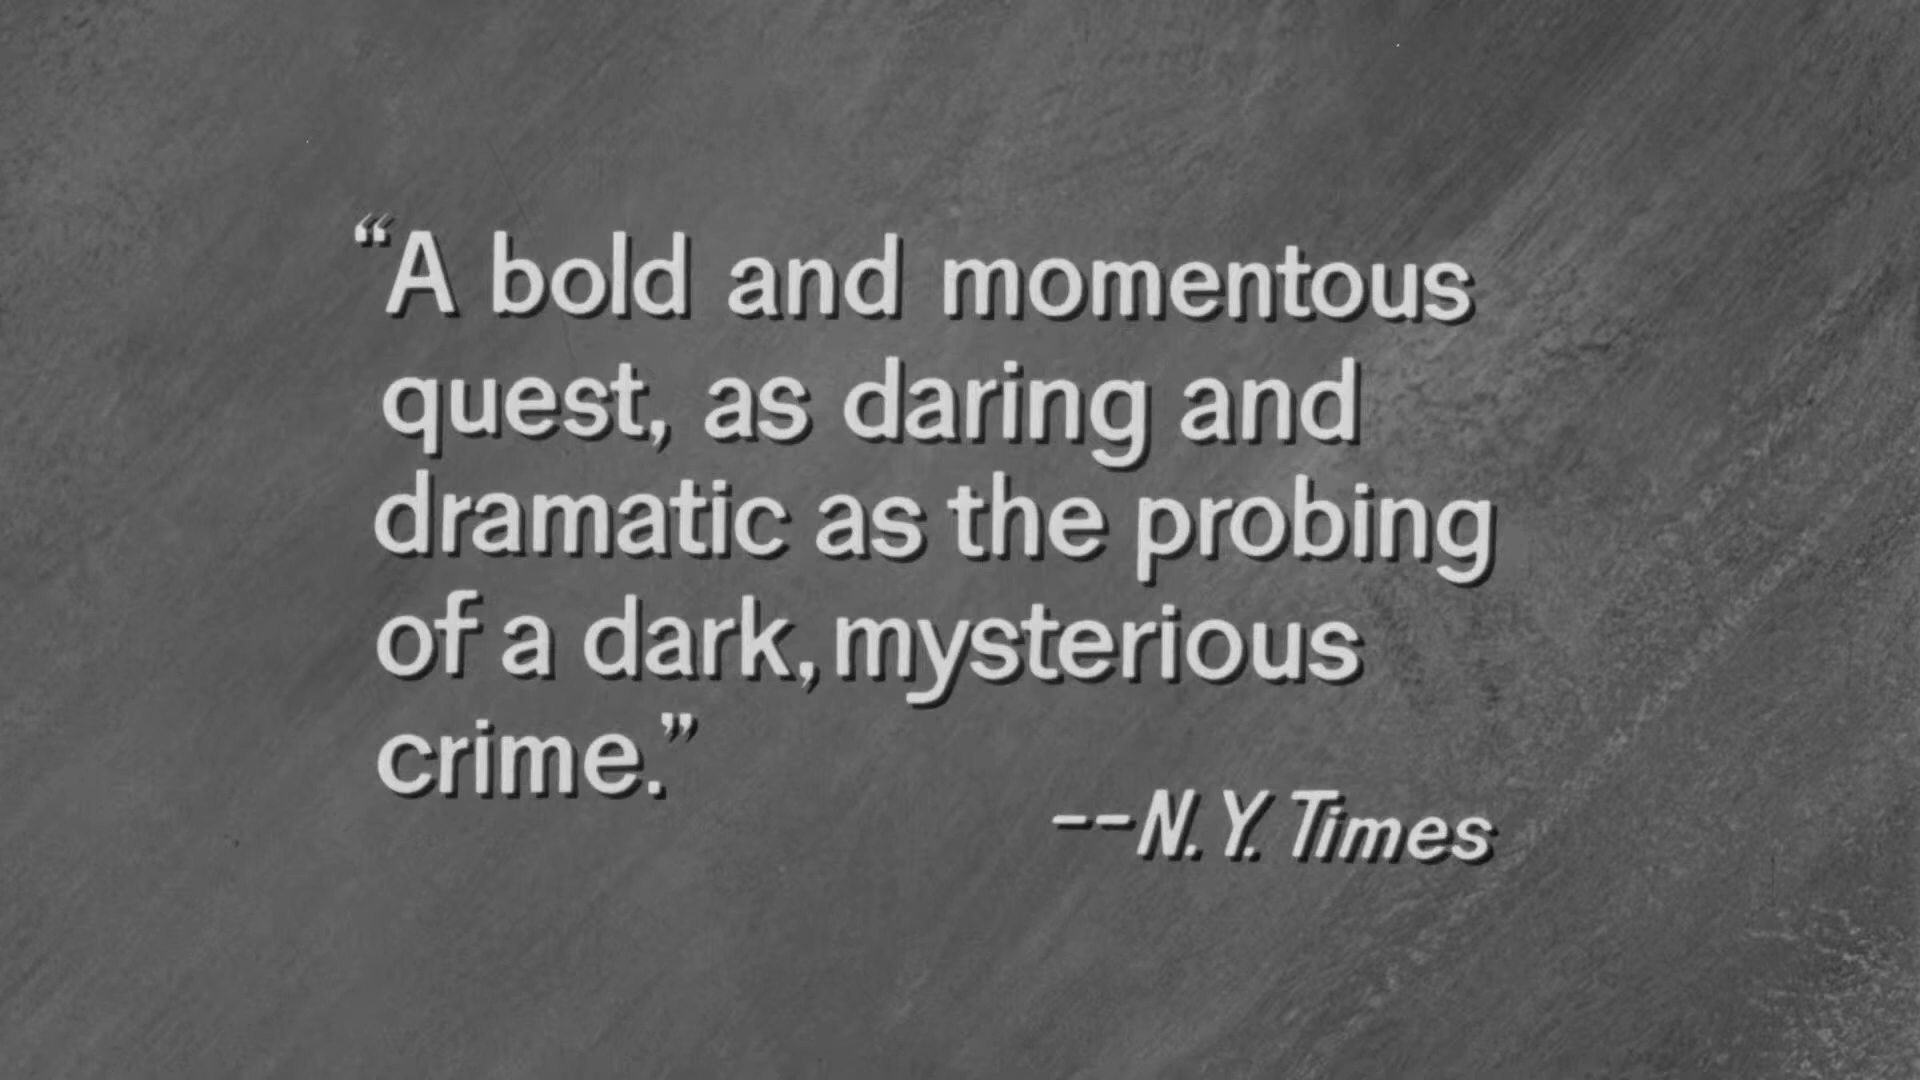 “A bold and momentous
quest, as daring and
dramatic as the probing
of a dark, mysterious
crime.”
--N.Y. Times